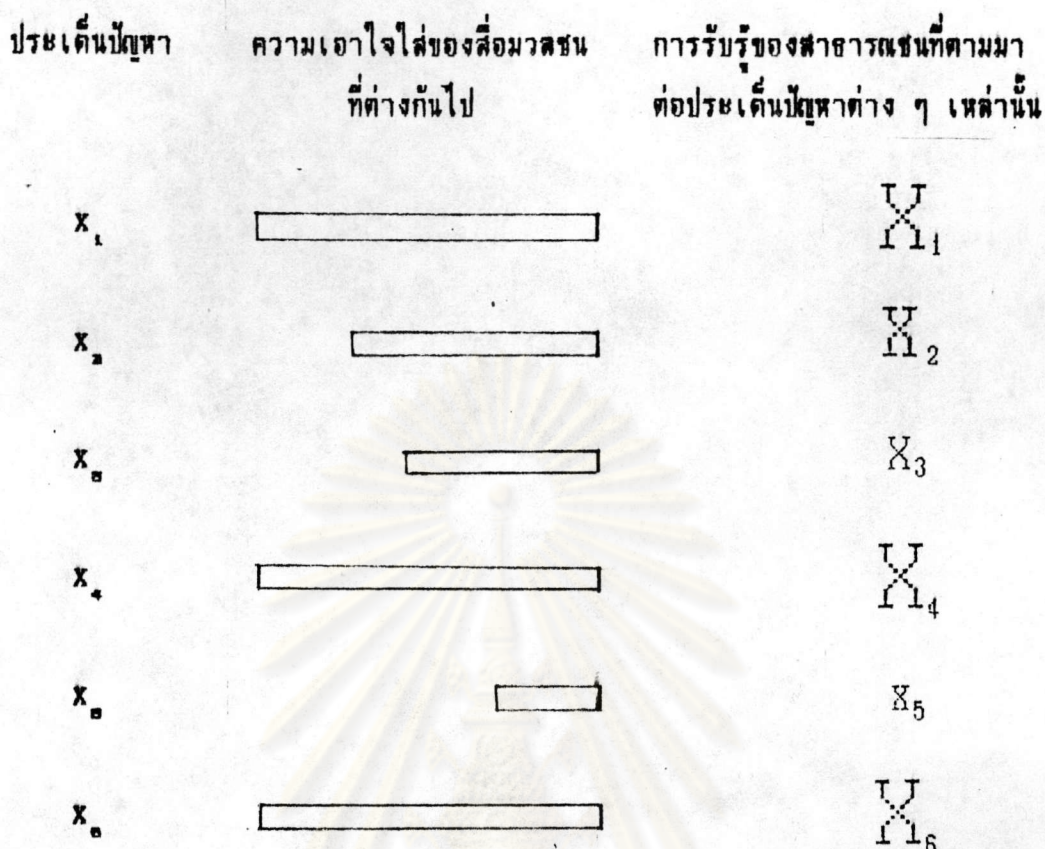 ประเด็นปัญหา ความเอาใจใส่ของสื่อมวลชน การรับรู้ของสาธารณชนที่ตามมา
ที่ต่างกันไป ต่อประเด็นปัญหาต่าง ๆ เหล่านั้น
X₁ X₁
X₂ X₂
X₃ X₃
X₄ X₄
X₅ X₅
X₆ X₆